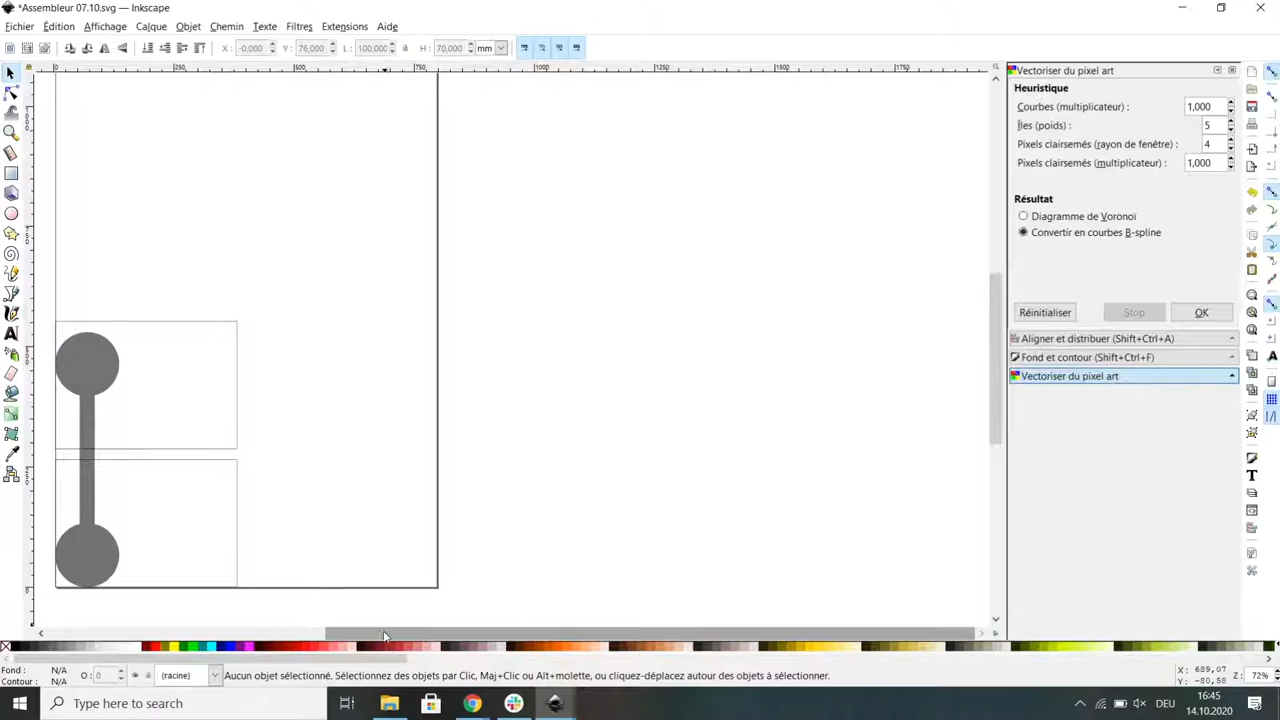 *Assembleur 07.10.svg — Inkscape
Fichier Édition Affichage Calque Objet Chemin Texte Filtres Extensions Aide
X : -0,000 Y : 76,000 L : 100,000 H : 70,000 mm
0 250 500 750 1000 1250 1500 1750
Vectoriser du pixel art
Heuristique
Courbes (multiplicateur) : 1,000
Îles (poids) : 5
Pixels clairsemés (rayon de fenêtre) : 4
Pixels clairsemés (multiplicateur) : 1,000
Résultat
Diagramme de Voronoï
Convertir en courbes B-spline
Réinitialiser Stop OK
Aligner et distribuer (Shift+Ctrl+A)
Fond et contour (Shift+Ctrl+F)
Vectoriser du pixel art
Fond : N/A
Contour : N/A
O : 0
(racine)
Aucun objet sélectionné. Sélectionnez des objets par Clic, Maj+Clic ou Alt+molette, ou cliquez-déplacez autour des objets à sélectionner.
X : 689,07
Y : -80,58
Z : 72%
Type here to search
DEU
16:45
14.10.2020